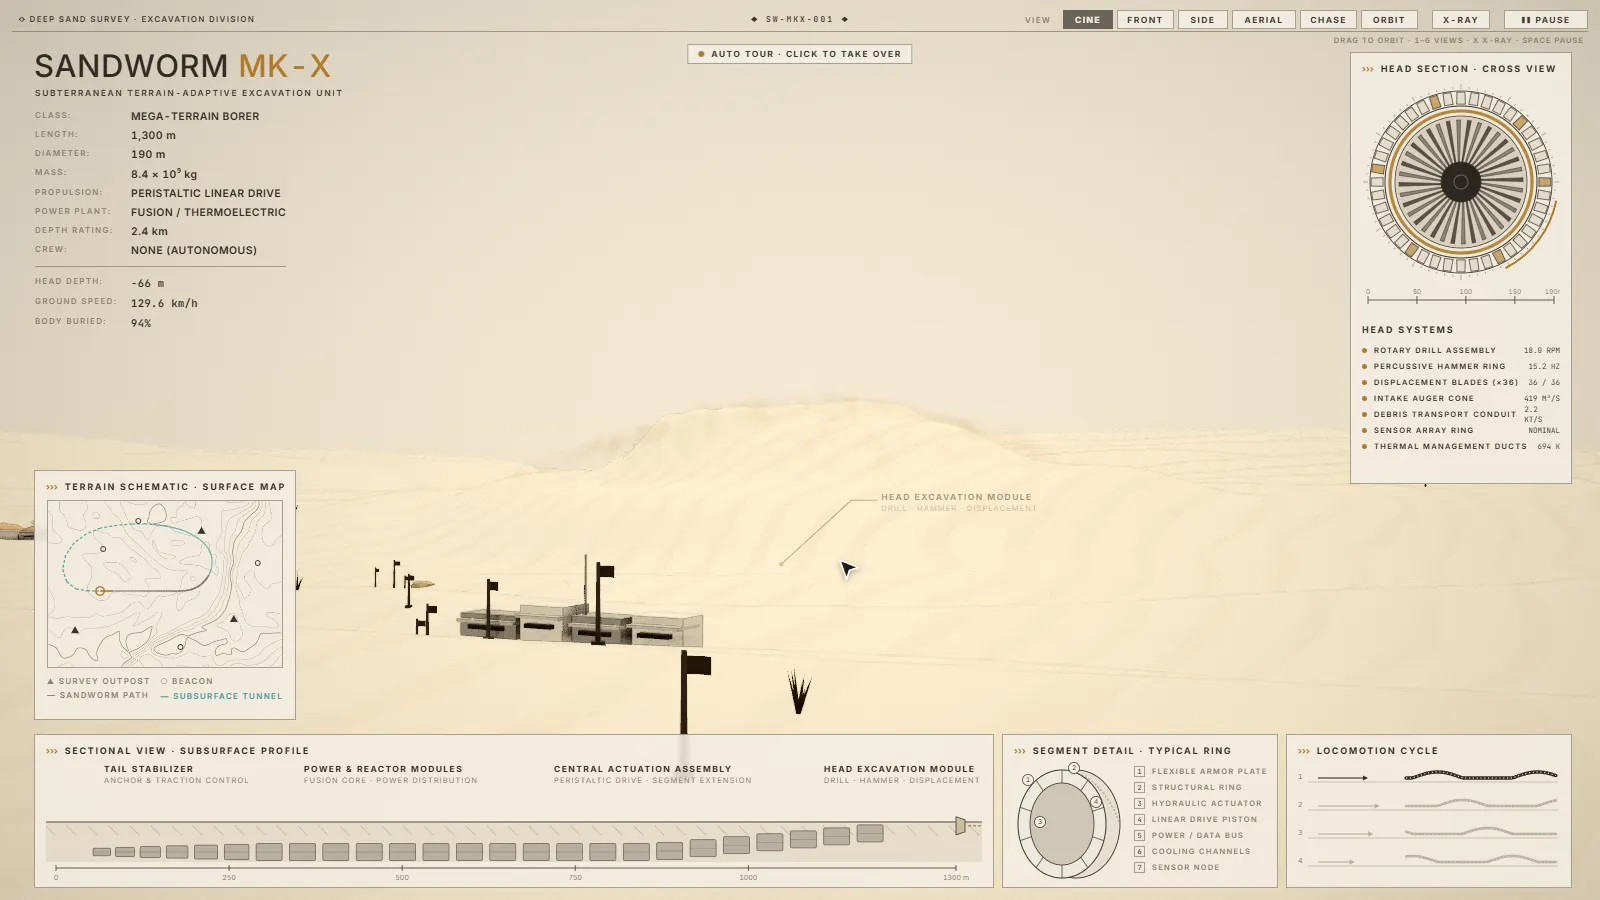 DEEP SAND SURVEY · EXCAVATION DIVISION
SW-MKX-001
VIEW
CINE
FRONT
SIDE
AERIAL
CHASE
ORBIT
X-RAY
PAUSE
DRAG TO ORBIT · 1–6 VIEWS · X X-RAY · SPACE PAUSE
AUTO TOUR · CLICK TO TAKE OVER
SANDWORM MK-X
SUBTERRANEAN TERRAIN-ADAPTIVE EXCAVATION UNIT
CLASS: MEGA-TERRAIN BORER
LENGTH: 1,300 m
DIAMETER: 190 m
MASS: 8.4 × 10⁹ kg
PROPULSION: PERISTALTIC LINEAR DRIVE
POWER PLANT: FUSION / THERMOELECTRIC
DEPTH RATING: 2.4 km
CREW: NONE (AUTONOMOUS)
HEAD DEPTH: -66 m
GROUND SPEED: 129.6 km/h
BODY BURIED: 94%
››› HEAD SECTION · CROSS VIEW
0 50 100 150 190
HEAD SYSTEMS
ROTARY DRILL ASSEMBLY 18.0 RPM
PERCUSSIVE HAMMER RING 15.2 HZ
DISPLACEMENT BLADES (×36) 36 / 36
INTAKE AUGER CONE 419 M³/S
DEBRIS TRANSPORT CONDUIT 2.2 KT/S
SENSOR ARRAY RING NOMINAL
THERMAL MANAGEMENT DUCTS 694 K
HEAD EXCAVATION MODULE
DRILL · HAMMER · DISPLACEMENT
››› TERRAIN SCHEMATIC · SURFACE MAP
▲ SURVEY OUTPOST ○ BEACON
— SANDWORM PATH — SUBSURFACE TUNNEL
››› SECTIONAL VIEW · SUBSURFACE PROFILE
TAIL STABILIZER
ANCHOR & TRACTION CONTROL
POWER & REACTOR MODULES
FUSION CORE · POWER DISTRIBUTION
CENTRAL ACTUATION ASSEMBLY
PERISTALTIC DRIVE · SEGMENT EXTENSION
HEAD EXCAVATION MODULE
DRILL · HAMMER · DISPLACEMENT
0 250 500 750 1000 1300 m
››› SEGMENT DETAIL · TYPICAL RING
1 2 3 4
1 FLEXIBLE ARMOR PLATE
2 STRUCTURAL RING
3 HYDRAULIC ACTUATOR
4 LINEAR DRIVE PISTON
5 POWER / DATA BUS
6 COOLING CHANNELS
7 SENSOR NODE
››› LOCOMOTION CYCLE
1
2
3
4